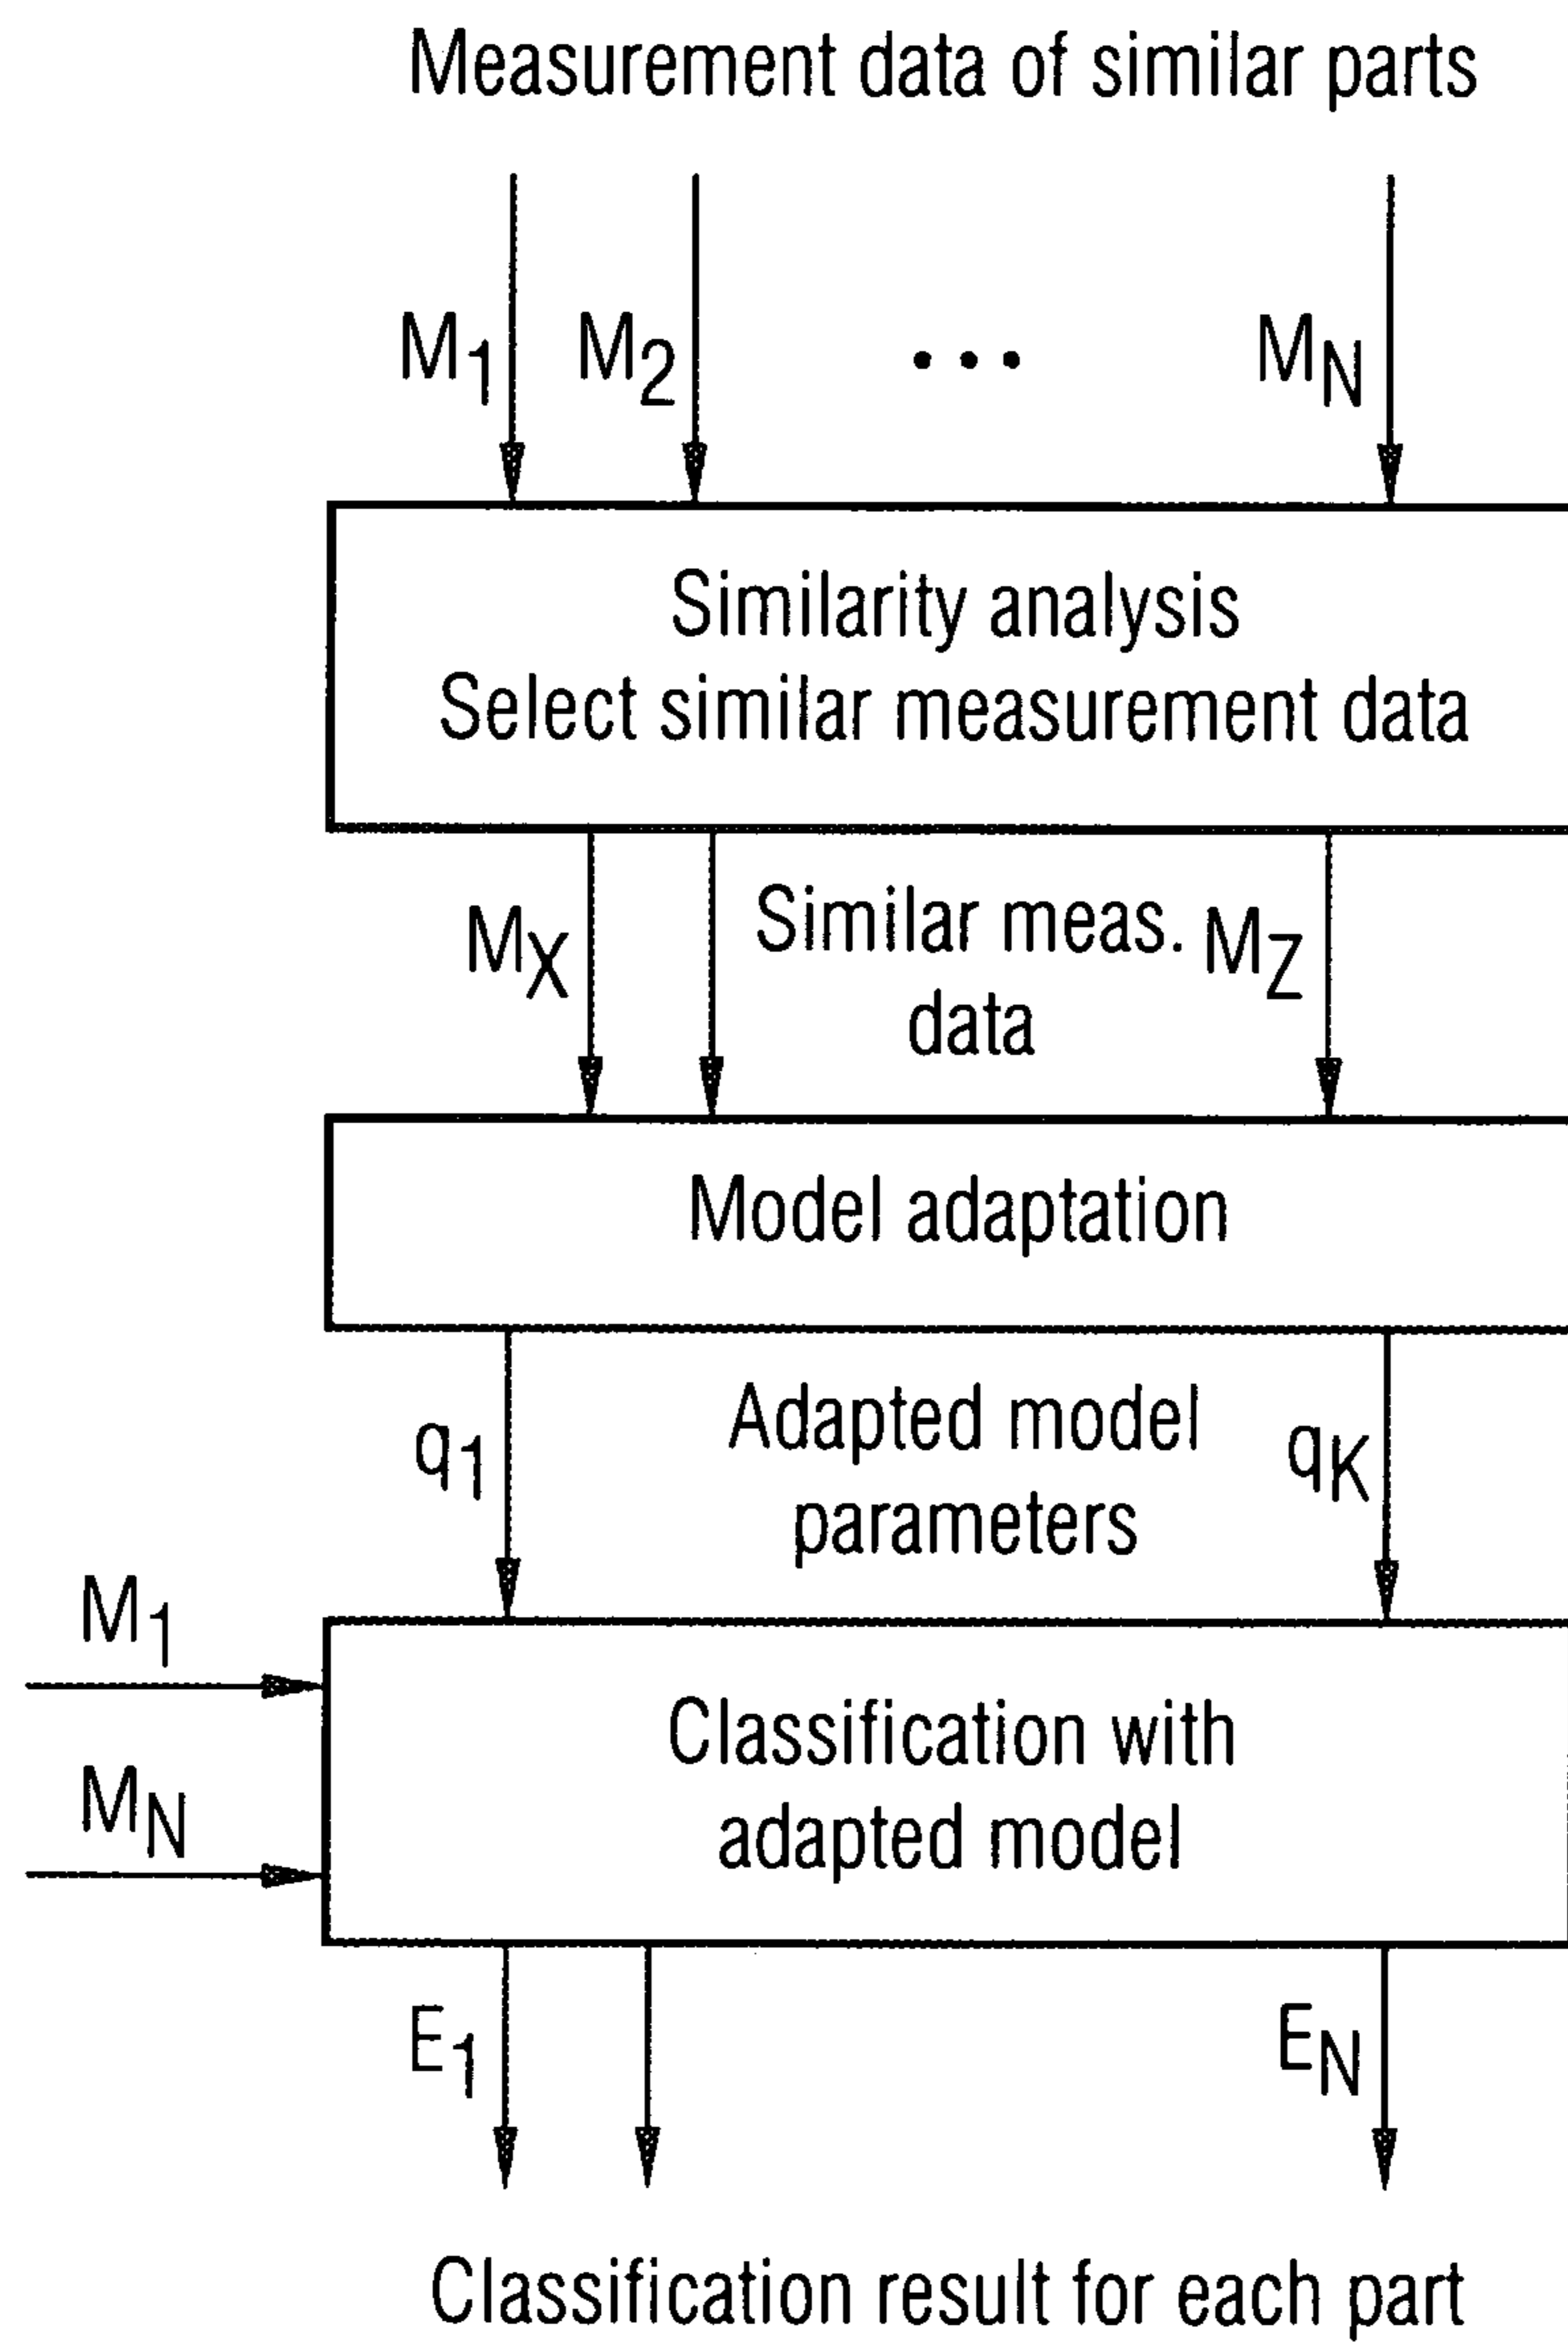 Measurement data of similar parts
M1 M2 ... MN
Similarity analysis
Select similar measurement data
MX Similar meas. MZ
data
Model adaptation
q1 Adapted model qK
parameters
M1
Classification with
MN adapted model
E1 EN
Classification result for each part